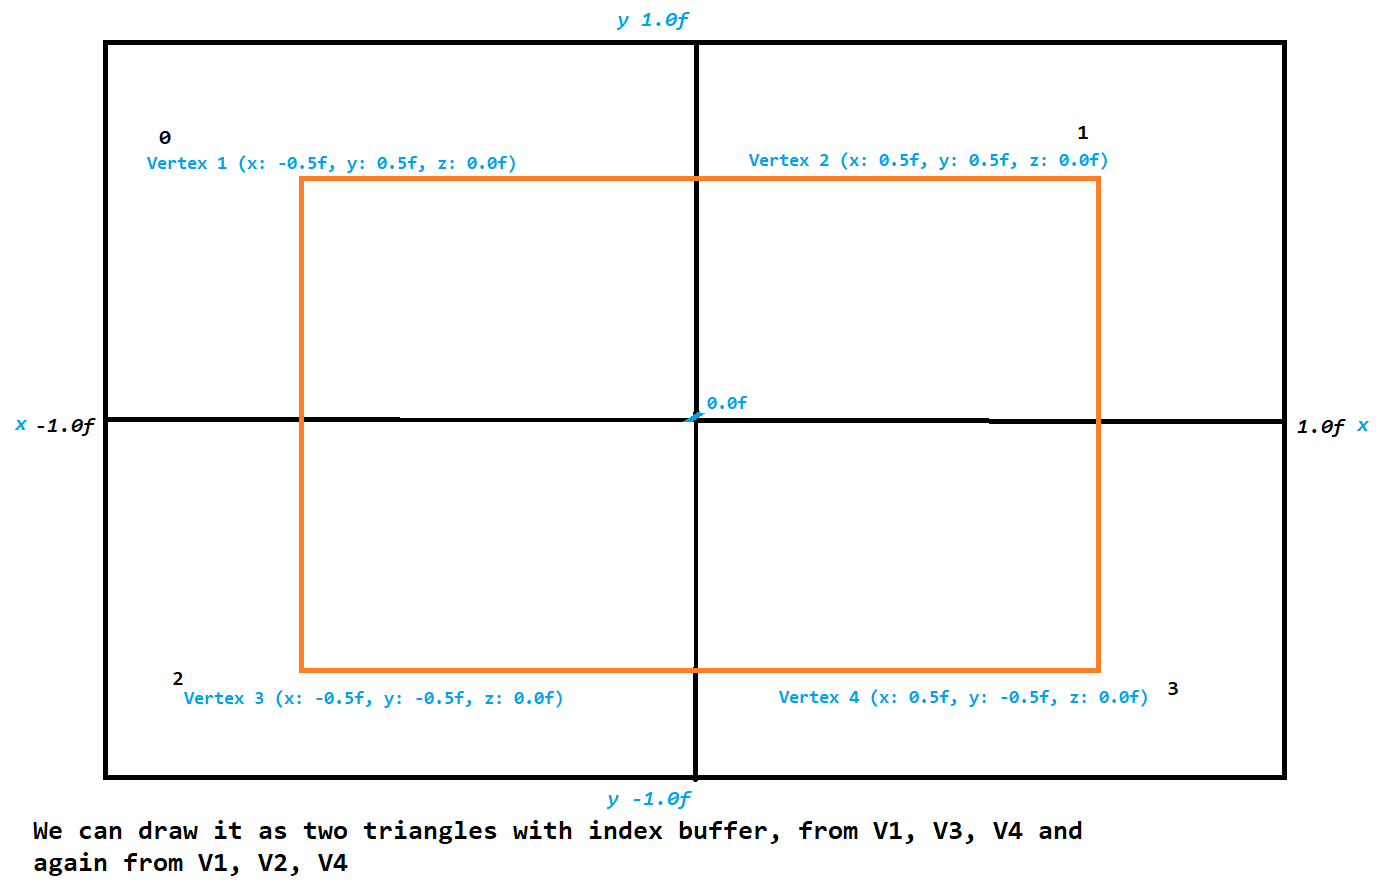 y 1.0f
0
1
Vertex 1 (x: -0.5f, y: 0.5f, z: 0.0f)
Vertex 2 (x: 0.5f, y: 0.5f, z: 0.0f)
0.0f
x -1.0f
1.0f x
2
3
Vertex 3 (x: -0.5f, y: -0.5f, z: 0.0f)
Vertex 4 (x: 0.5f, y: -0.5f, z: 0.0f)
y -1.0f
We can draw it as two triangles with index buffer, from V1, V3, V4 and
again from V1, V2, V4